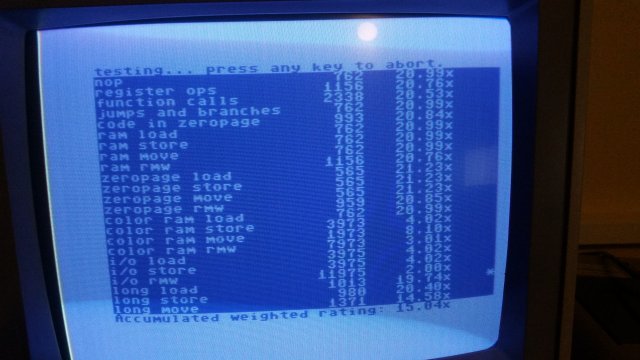 testing... press any key to abort.
nop 762 20.99x
register ops 1156 20.76x
function calls 2338 20.53x
jumps and branches 762 20.99x
code in zeropage 993 20.84x
ram load 762 20.99x
ram store 762 20.99x
ram move 762 20.99x
ram rmw 1156 20.76x
zeropage load 565 21.23x
zeropage store 565 21.23x
zeropage move 565 21.23x
zeropage rmw 959 20.85x
color ram load 762 20.99x
color ram store 3973 4.02x
color ram move 1973 8.10x
color ram rmw 7973 3.01x
i/o load 3975 4.02x
i/o store 3975 4.02x
i/o rmw 11975 2.00x *
long load 1013 19.74x
long store 980 20.40x
long move 1371 14.58x
Accumulated weighted rating: 15.04x